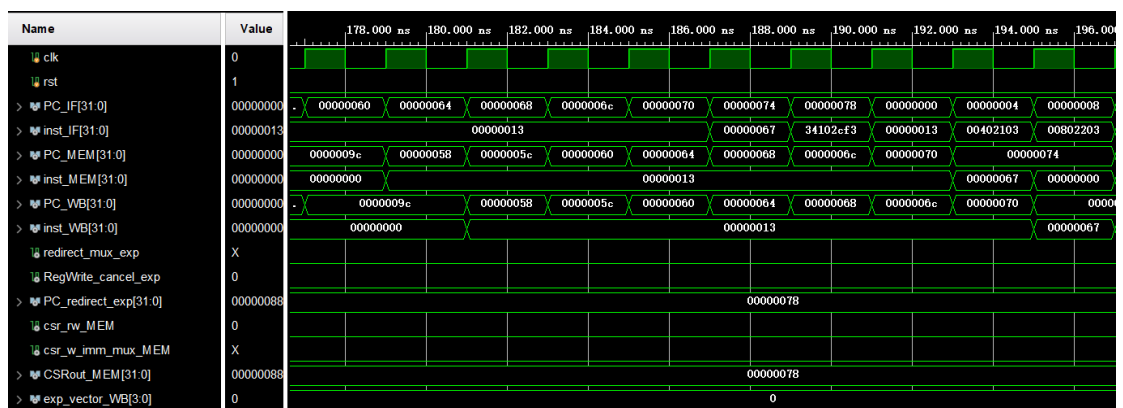 Name Value 178.000 ns 180.000 ns 182.000 ns 184.000 ns 186.000 ns 188.000 ns 190.000 ns 192.000 ns 194.000 ns 196.00
clk 0
rst 1
PC_IF[31:0] 00000000 00000060 00000064 00000068 0000006c 00000070 00000074 00000078 00000000 00000004 00000008
inst_IF[31:0] 00000013 00000013 00000067 34102cf3 00000013 00402103 00802203
PC_MEM[31:0] 00000000 0000009c 00000058 0000005c 00000060 00000064 00000068 0000006c 00000070 00000074
inst_MEM[31:0] 00000000 00000000 00000013 00000067 00000000
PC_WB[31:0] 00000000 0000009c 00000058 0000005c 00000060 00000064 00000068 0000006c 00000070 0000
inst_WB[31:0] 00000000 00000000 00000013 00000067
redirect_mux_exp X
RegWrite_cancel_exp 0
PC_redirect_exp[31:0] 00000088 00000078
csr_rw_MEM 0
csr_w_imm_mux_MEM X
CSRout_MEM[31:0] 00000088 00000078
exp_vector_WB[3:0] 0 0